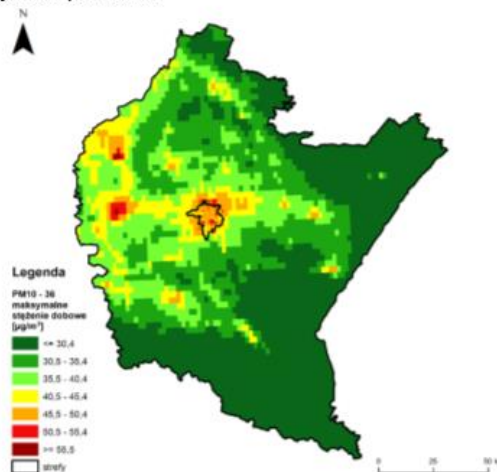 N
Legenda
PM10 - 36
maksymalne
stężenie dobowe
[µg/m³]
<= 30,4
30,5 - 35,4
35,5 - 40,4
40,5 - 45,4
45,5 - 50,4
50,5 - 55,4
>= 55,5
strefy
0 25 50